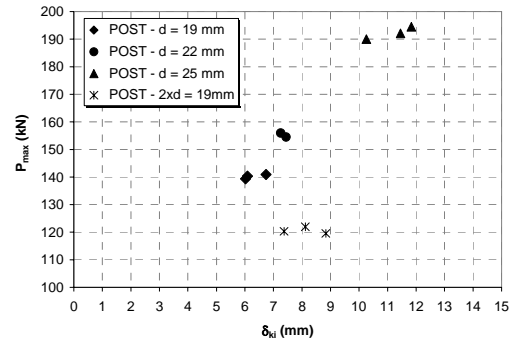 200
190
180
170
160
150
140
130
120
110
100
P max (kN)
POST - d = 19 mm
POST - d = 22 mm
POST - d = 25 mm
POST - 2xd = 19mm
0 1 2 3 4 5 6 7 8 9 10 11 12 13 14 15
δki (mm)